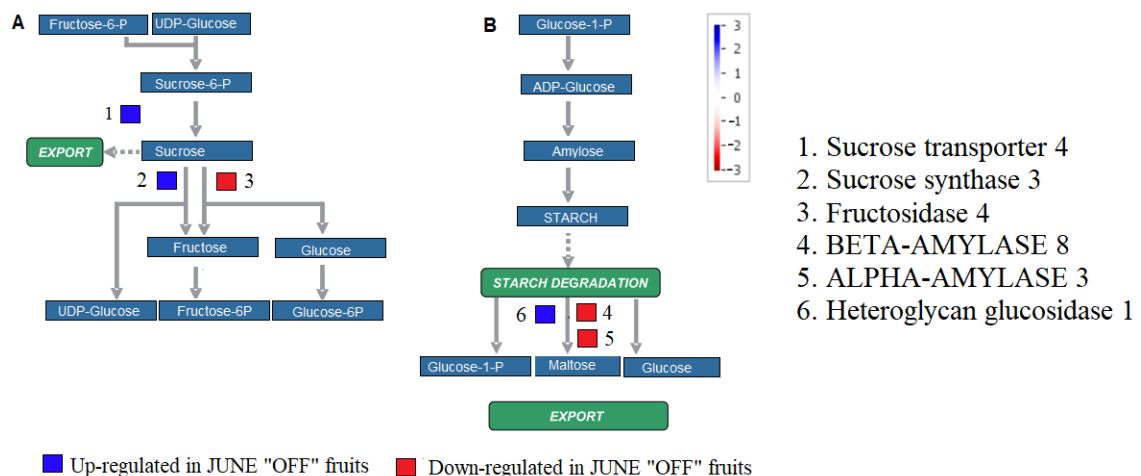 A
Fructose-6-P UDP-Glucose
Sucrose-6-P
1
EXPORT
Sucrose
2 3
Fructose Glucose
UDP-Glucose Fructose-6P Glucose-6P
B
Glucose-1-P
ADP-Glucose
Amylose
STARCH
STARCH DEGRADATION
6 4
5
Glucose-1-P Maltose Glucose
EXPORT
3
2
1
0
-1
-2
-3
1. Sucrose transporter 4
2. Sucrose synthase 3
3. Fructosidase 4
4. BETA-AMYLASE 8
5. ALPHA-AMYLASE 3
6. Heteroglycan glucosidase 1
Up-regulated in JUNE "OFF" fruits Down-regulated in JUNE "OFF" fruits